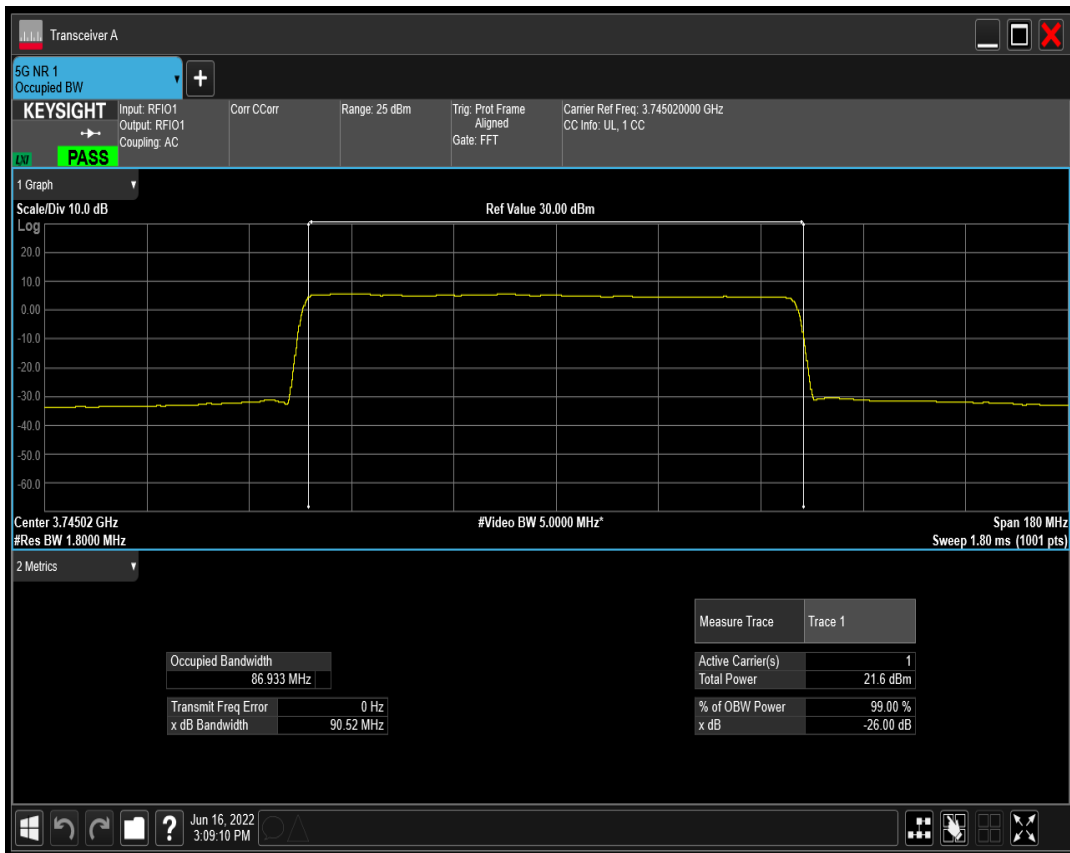 Transceiver A
5G NR 1
Occupied BW
KEYSIGHT
LXI
PASS
Input: RFIO1
Output: RFIO1
Coupling: AC
Corr CCorr
Range: 25 dBm
Trig: Prot Frame
Aligned
Gate: FFT
Carrier Ref Freq: 3.745020000 GHz
CC Info: UL, 1 CC
1 Graph
Scale/Div 10.0 dB
Ref Value 30.00 dBm
Log
20.0
10.0
0.00
-10.0
-20.0
-30.0
-40.0
-50.0
-60.0
Center 3.74502 GHz
#Video BW 5.0000 MHz*
Span 180 MHz
#Res BW 1.8000 MHz
Sweep 1.80 ms (1001 pts)
2 Metrics
Measure Trace Trace 1
Occupied Bandwidth
86.933 MHz
Active Carrier(s) 1
Total Power 21.6 dBm
Transmit Freq Error 0 Hz
x dB Bandwidth 90.52 MHz
% of OBW Power 99.00 %
x dB -26.00 dB
Jun 16, 2022
3:09:10 PM